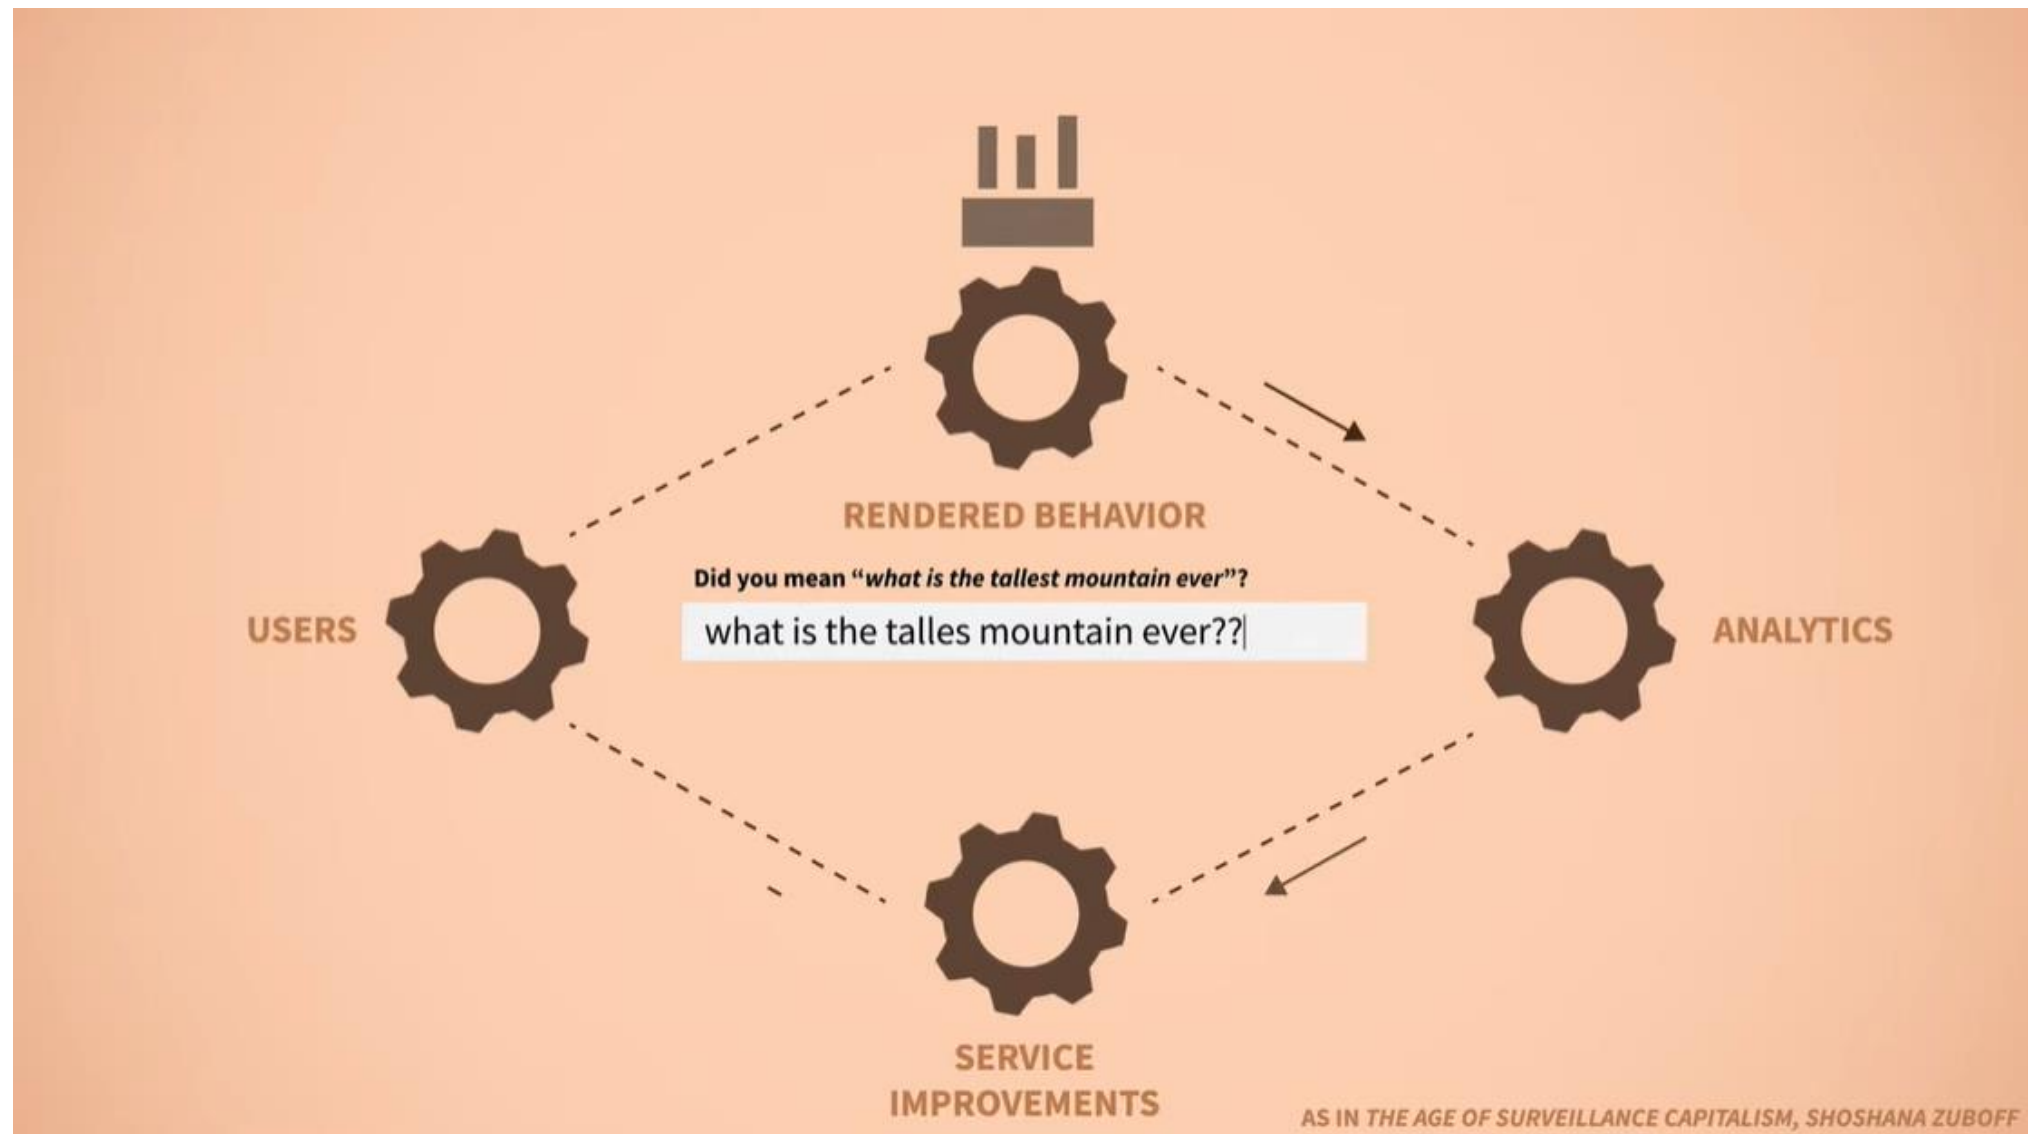 RENDERED BEHAVIOR
Did you mean “what is the tallest mountain ever”?
what is the talles mountain ever??
USERS
ANALYTICS
SERVICE
IMPROVEMENTS
AS IN THE AGE OF SURVEILLANCE CAPITALISM, SHOSHANA ZUBOFF